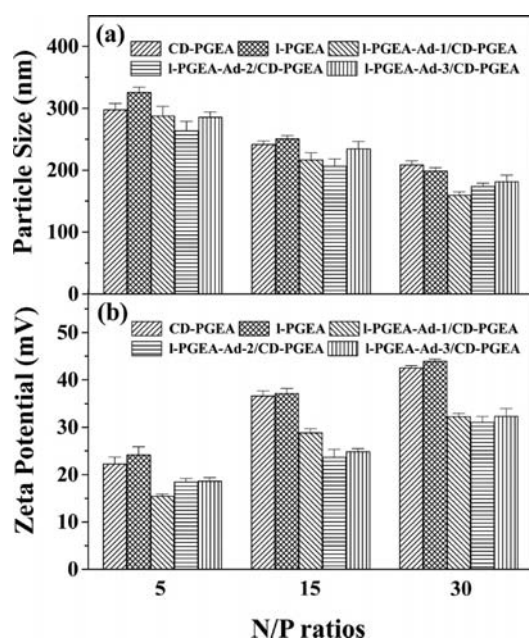 (a)
CD-PGEA l-PGEA l-PGEA-Ad-1/CD-PGEA
l-PGEA-Ad-2/CD-PGEA l-PGEA-Ad-3/CD-PGEA
Particle Size (nm)
400
300
200
100
0
(b)
CD-PGEA l-PGEA l-PGEA-Ad-1/CD-PGEA
l-PGEA-Ad-2/CD-PGEA l-PGEA-Ad-3/CD-PGEA
Zeta Potential (mV)
50
40
30
20
10
0
5 15 30
N/P ratios